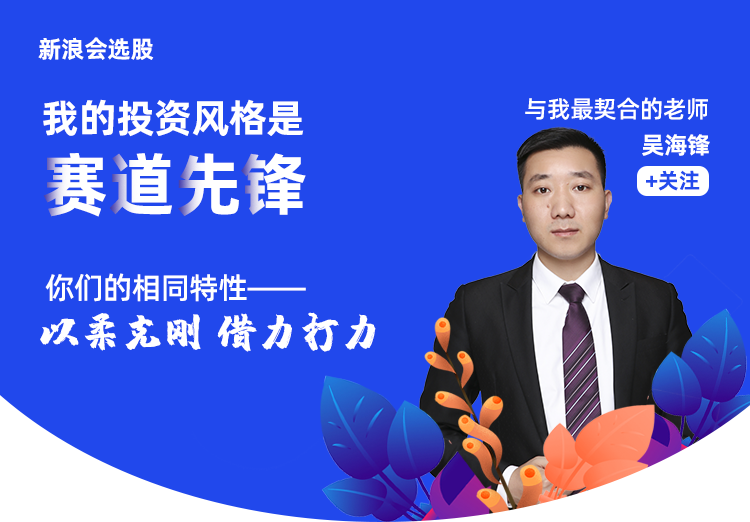 新浪会选股
我的投资风格是
赛道先锋
与我最契合的老师
吴海锋
+关注
你们的相同特性——
以柔克刚 借力打力